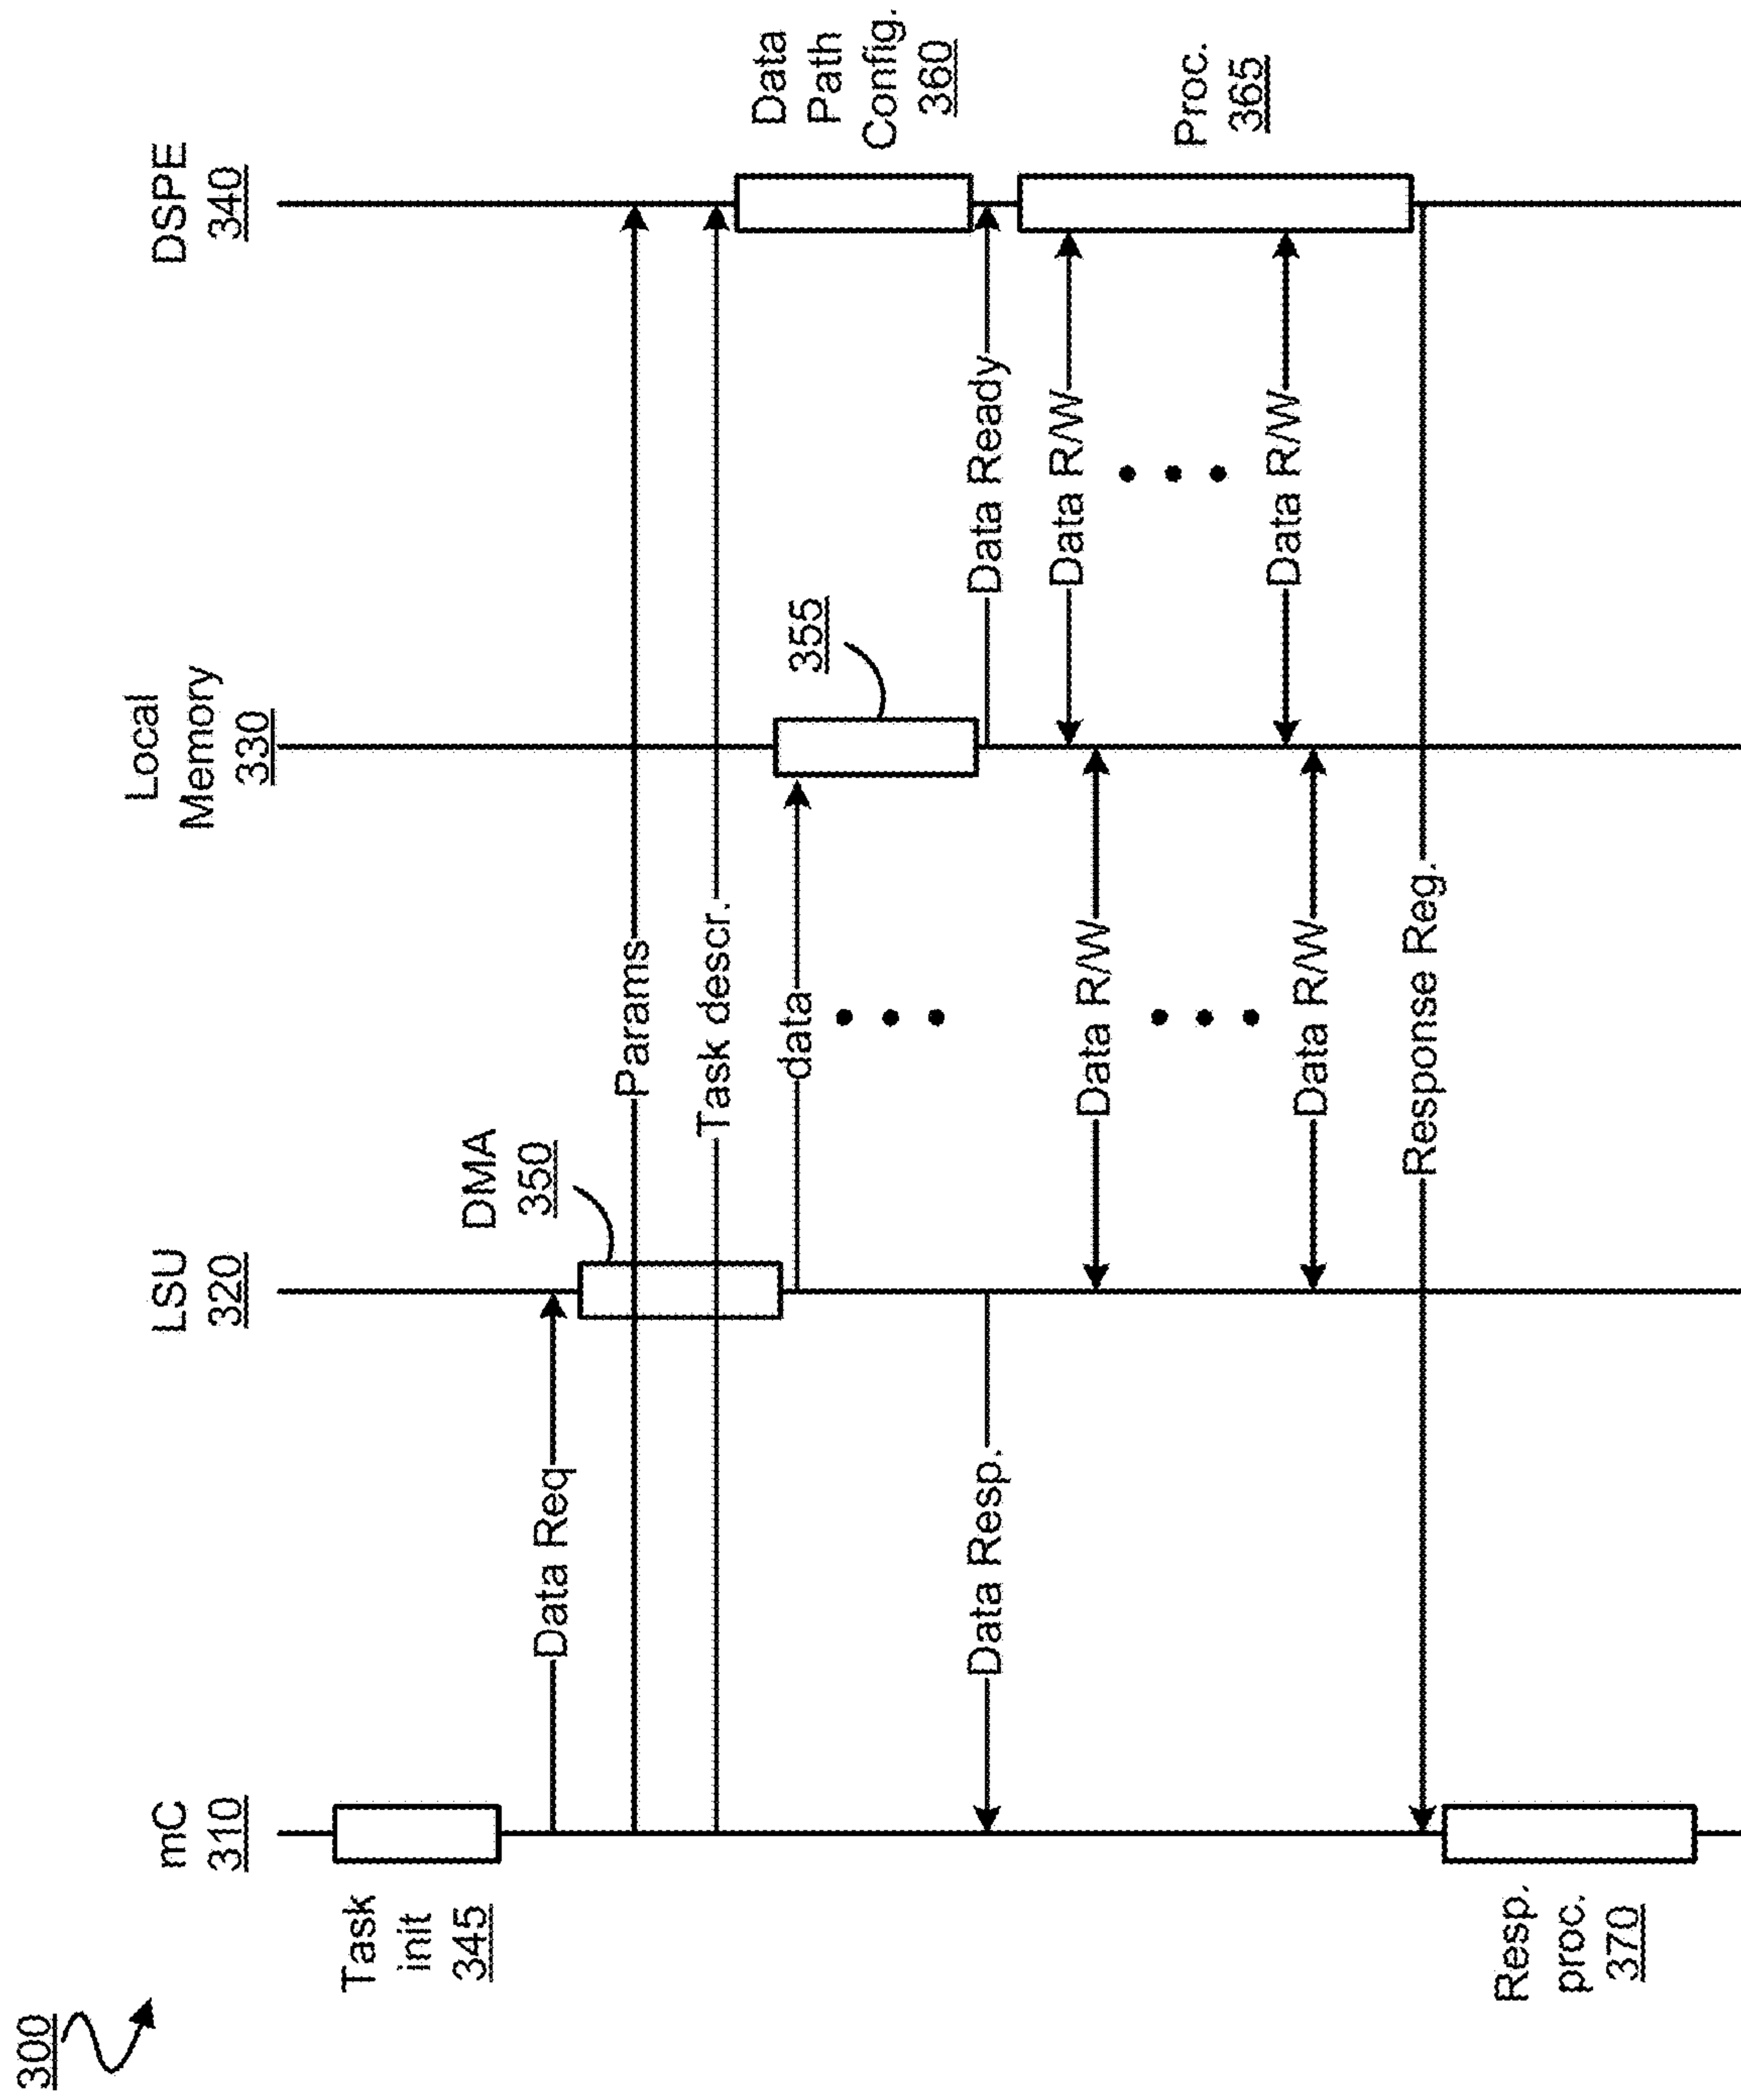 300
mC
310
LSU
320
Local
Memory
330
DSPE
340
Task
init
345
Data Req
DMA
350
Params
Task descr.
data
355
Data
Path
Config.
360
Data Resp.
Data Ready
Proc.
365
Data R/W
Data R/W
Data R/W
Data R/W
Response Reg.
Resp.
proc.
370